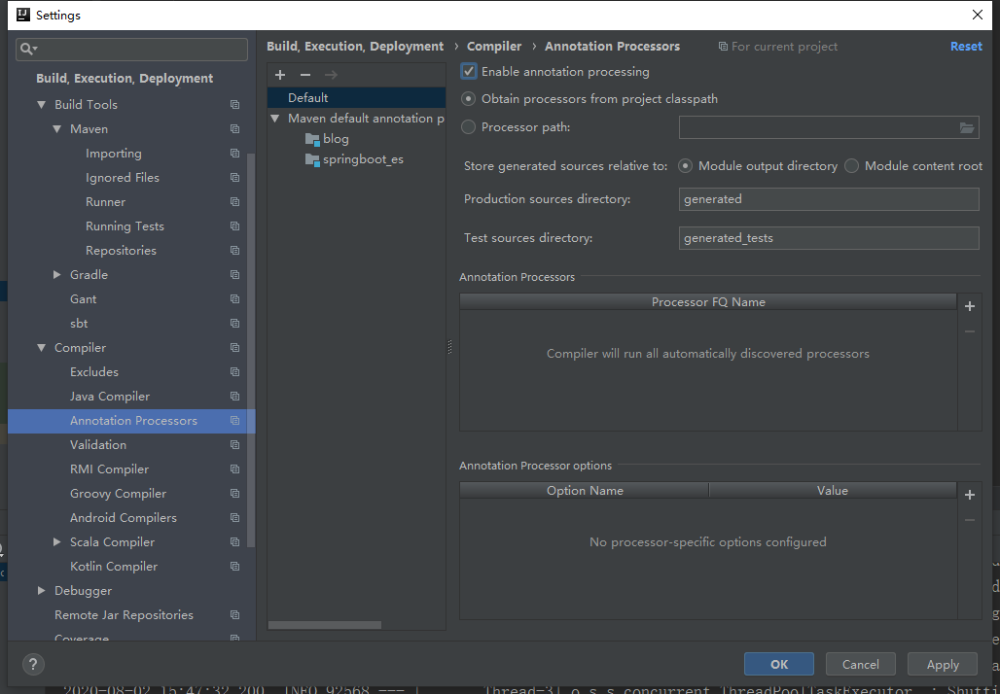 Settings
Build, Execution, Deployment
Build Tools
Maven
Importing
Ignored Files
Runner
Running Tests
Repositories
Gradle
Gant
sbt
Compiler
Excludes
Java Compiler
Annotation Processors
Validation
RMI Compiler
Groovy Compiler
Android Compilers
Scala Compiler
Kotlin Compiler
Debugger
Remote Jar Repositories
Coverage
Build, Execution, Deployment › Compiler › Annotation Processors For current project Reset
Default
Maven default annotation p
blog
springboot_es
Enable annotation processing
Obtain processors from project classpath
Processor path:
Store generated sources relative to: Module output directory Module content root
Production sources directory: generated
Test sources directory: generated_tests
Annotation Processors
Processor FQ Name
Compiler will run all automatically discovered processors
Annotation Processor options
Option Name Value
No processor-specific options configured
? OK Cancel Apply
2020-08-02 15:47:32.200 INFO 92568 --- [ Thread-3] o.s.s.concurrent.ThreadPoolTaskExecutor : Shutti